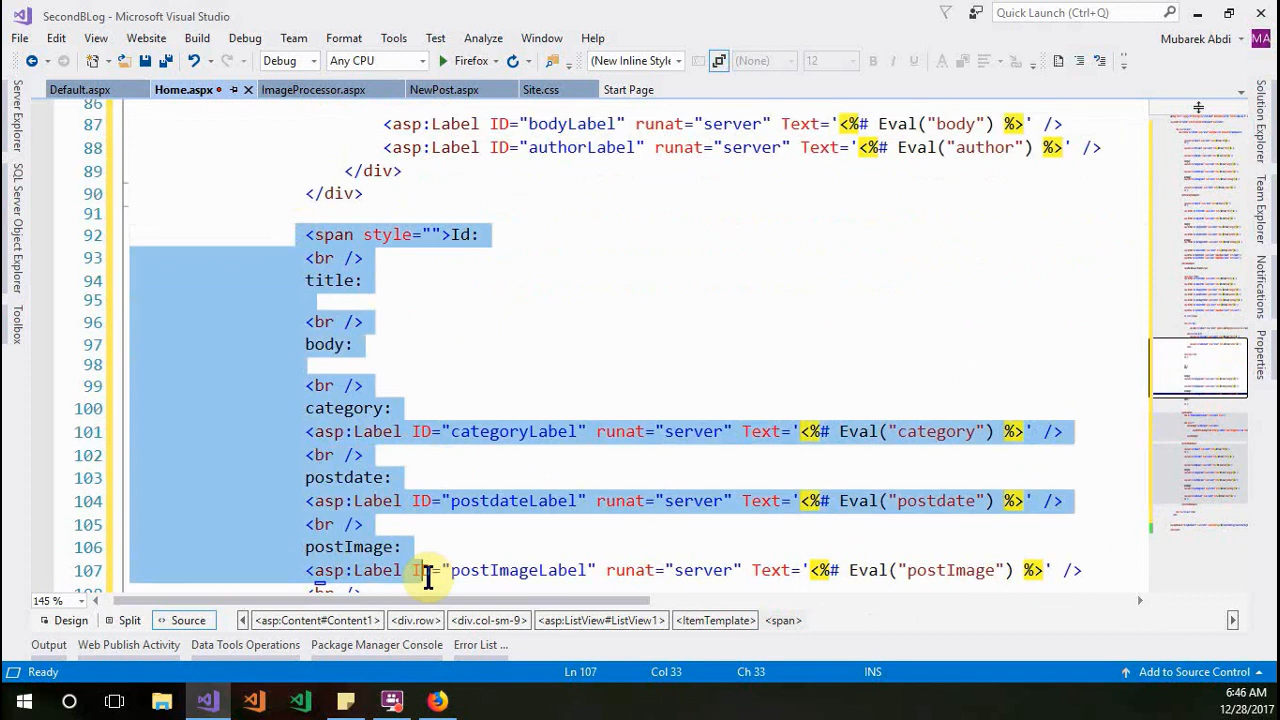 SecondBLog - Microsoft Visual Studio
Quick Launch (Ctrl+Q)
File Edit View Website Build Debug Team Format Tools Test Analyze Window Help
Mubarek Abdi MA
Debug Any CPU Firefox (New Inline Style (None) 12
Default.aspx Home.aspx ImageProcessor.aspx NewPost.aspx Site.css Start Page
Server Explorer
SQL Server Object Explorer
Toolbox
Solution Explorer
Team Explorer
Notifications
Properties
86
87 <asp:Label ID="bodyLabel" runat="server" Text='<%# Eval("body") %>' />
88 <asp:Label ID="authorLabel" runat="server" Text='<%# Eval("author") %>' />
89 </div>
90 </div>
91
92 <span style="">Id:
93 <br />
94 title:
95
96 <br />
97 body:
98
99 <br />
100 category:
101 <asp:Label ID="categoryLabel" runat="server" Text='<%# Eval("category") %>' />
102 <br />
103 postdate:
104 <asp:Label ID="postdateLabel" runat="server" Text='<%# Eval("postdate") %>' />
105 <br />
106 postImage:
107 <asp:Label ID="postImageLabel" runat="server" Text='<%# Eval("postImage") %>' />
108 <br />
145 %
Design Split Source <asp:Content#Content1> <div.row> <div.col-sm-9> <asp:ListView#ListView1> <ItemTemplate> <span>
Output Web Publish Activity Data Tools Operations Package Manager Console Error List ...
Ready Ln 107 Col 33 Ch 33 INS Add to Source Control
6:46 AM
12/28/2017